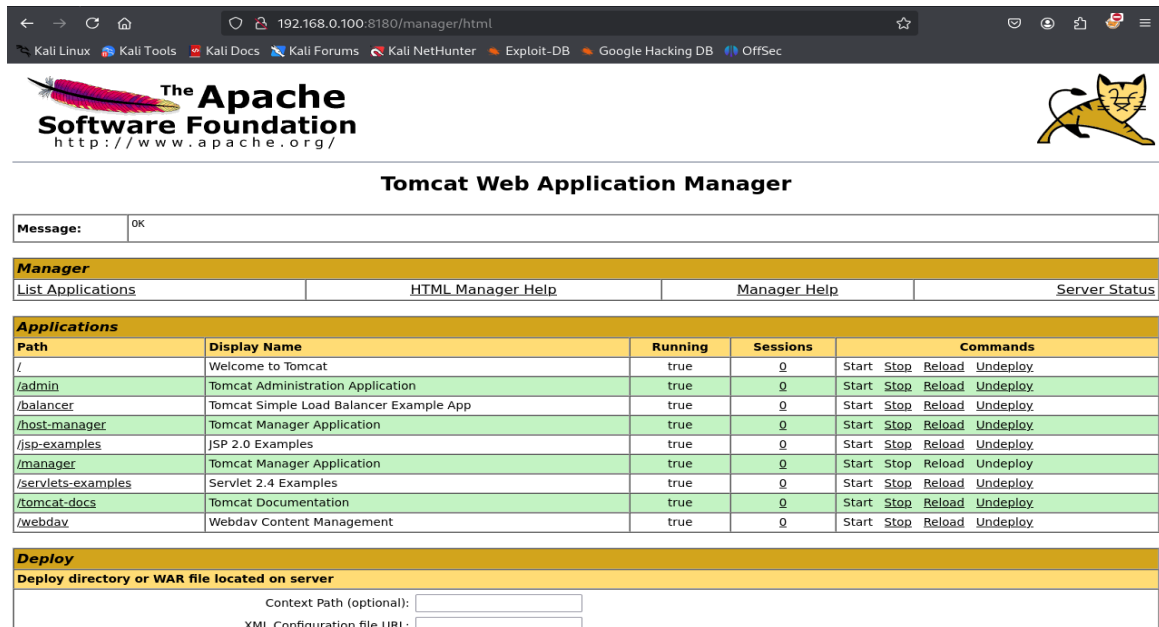 192.168.0.100:8180/manager/html
Kali Linux Kali Tools Kali Docs Kali Forums Kali NetHunter Exploit-DB Google Hacking DB OffSec
The Apache
Software Foundation
http://www.apache.org/
Tomcat Web Application Manager
Message: OK
Manager
List Applications HTML Manager Help Manager Help Server Status
Applications
Path Display Name Running Sessions Commands
/ Welcome to Tomcat true 0 Start Stop Reload Undeploy
/admin Tomcat Administration Application true 0 Start Stop Reload Undeploy
/balancer Tomcat Simple Load Balancer Example App true 0 Start Stop Reload Undeploy
/host-manager Tomcat Manager Application true 0 Start Stop Reload Undeploy
/jsp-examples JSP 2.0 Examples true 0 Start Stop Reload Undeploy
/manager Tomcat Manager Application true 0 Start Stop Reload Undeploy
/servlets-examples Servlet 2.4 Examples true 0 Start Stop Reload Undeploy
/tomcat-docs Tomcat Documentation true 0 Start Stop Reload Undeploy
/webdav Webdav Content Management true 0 Start Stop Reload Undeploy
Deploy
Deploy directory or WAR file located on server
Context Path (optional):
XML Configuration file URL: